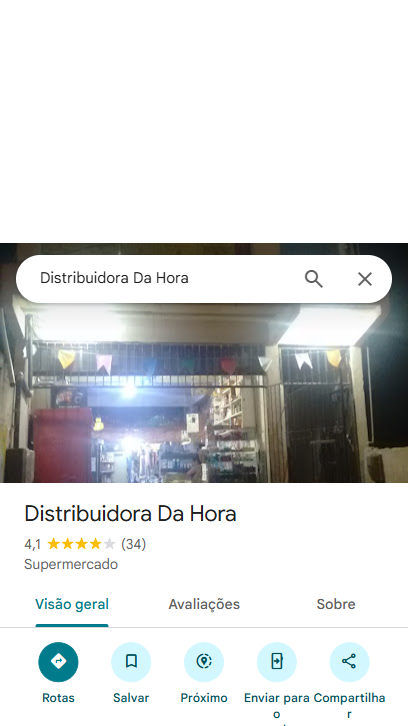 Distribuidora Da Hora
Distribuidora Da Hora
4,1 (34)
Supermercado
Visão geral Avaliações Sobre
Rotas Salvar Próximo Enviar para o Compartilhar